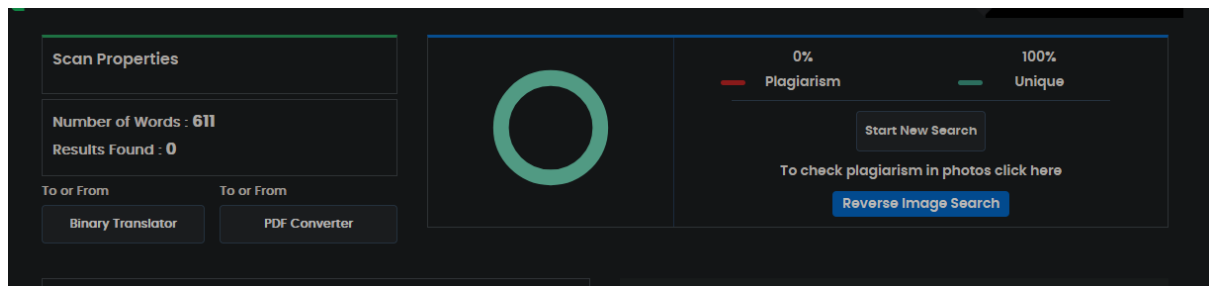 Scan Properties
Number of Words : 611
Results Found : 0
To or From
To or From
Binary Translator
PDF Converter
0%
100%
Plagiarism
Unique
Start New Search
To check plagiarism in photos click here
Reverse Image Search